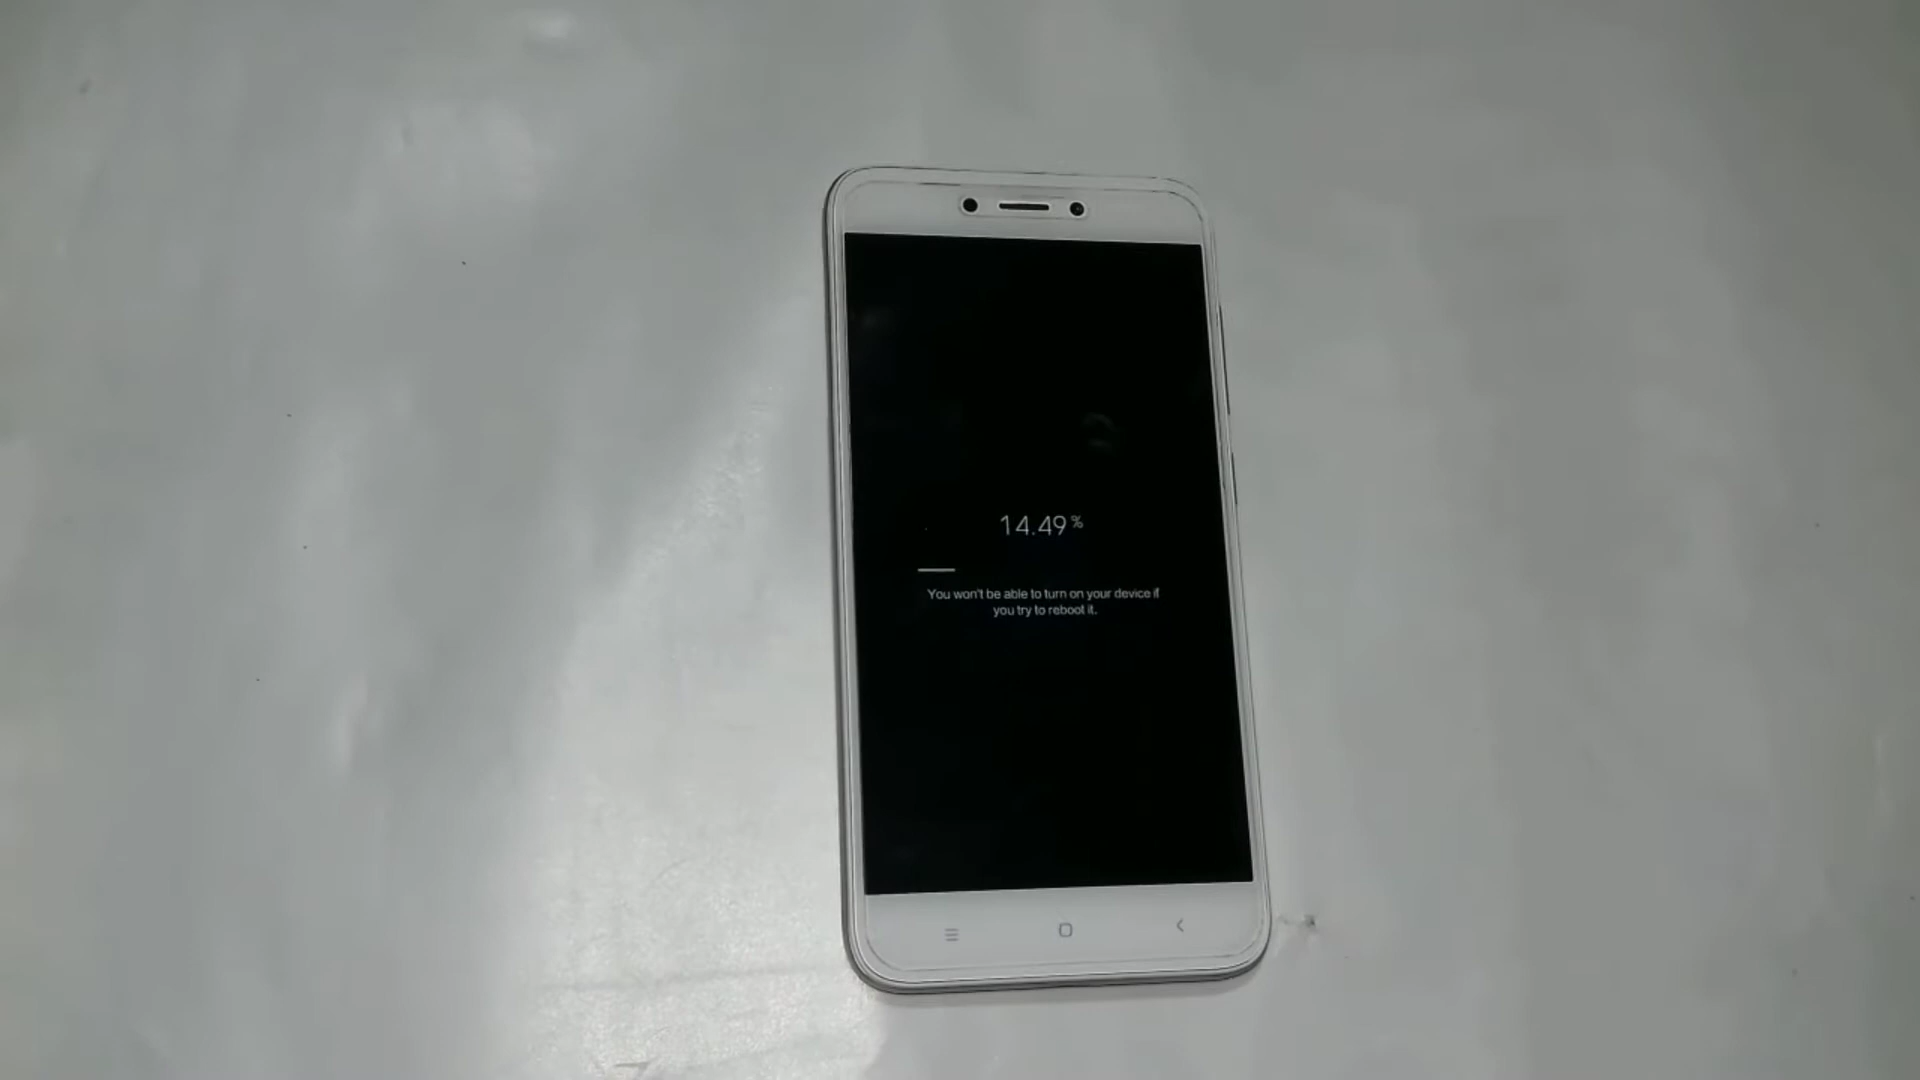 14.49%
You won't be able to turn on your device if
you try to reboot it.